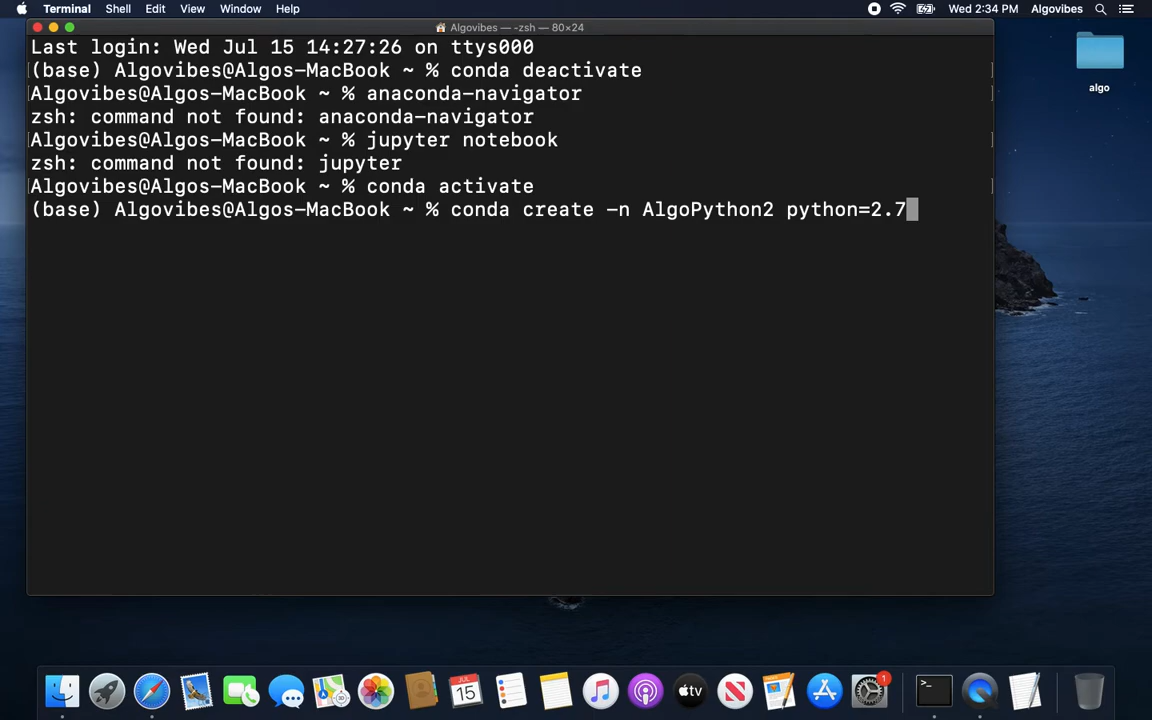 Terminal Shell Edit View Window Help Wed 2:34 PM Algovibes
Algovibes — -zsh — 80×24
Last login: Wed Jul 15 14:27:26 on ttys000
(base) Algovibes@Algos-MacBook ~ % conda deactivate
Algovibes@Algos-MacBook ~ % anaconda-navigator
zsh: command not found: anaconda-navigator
Algovibes@Algos-MacBook ~ % jupyter notebook
zsh: command not found: jupyter
Algovibes@Algos-MacBook ~ % conda activate
(base) Algovibes@Algos-MacBook ~ % conda create -n AlgoPython2 python=2.7
algo
JUL
15
tv
1
>_